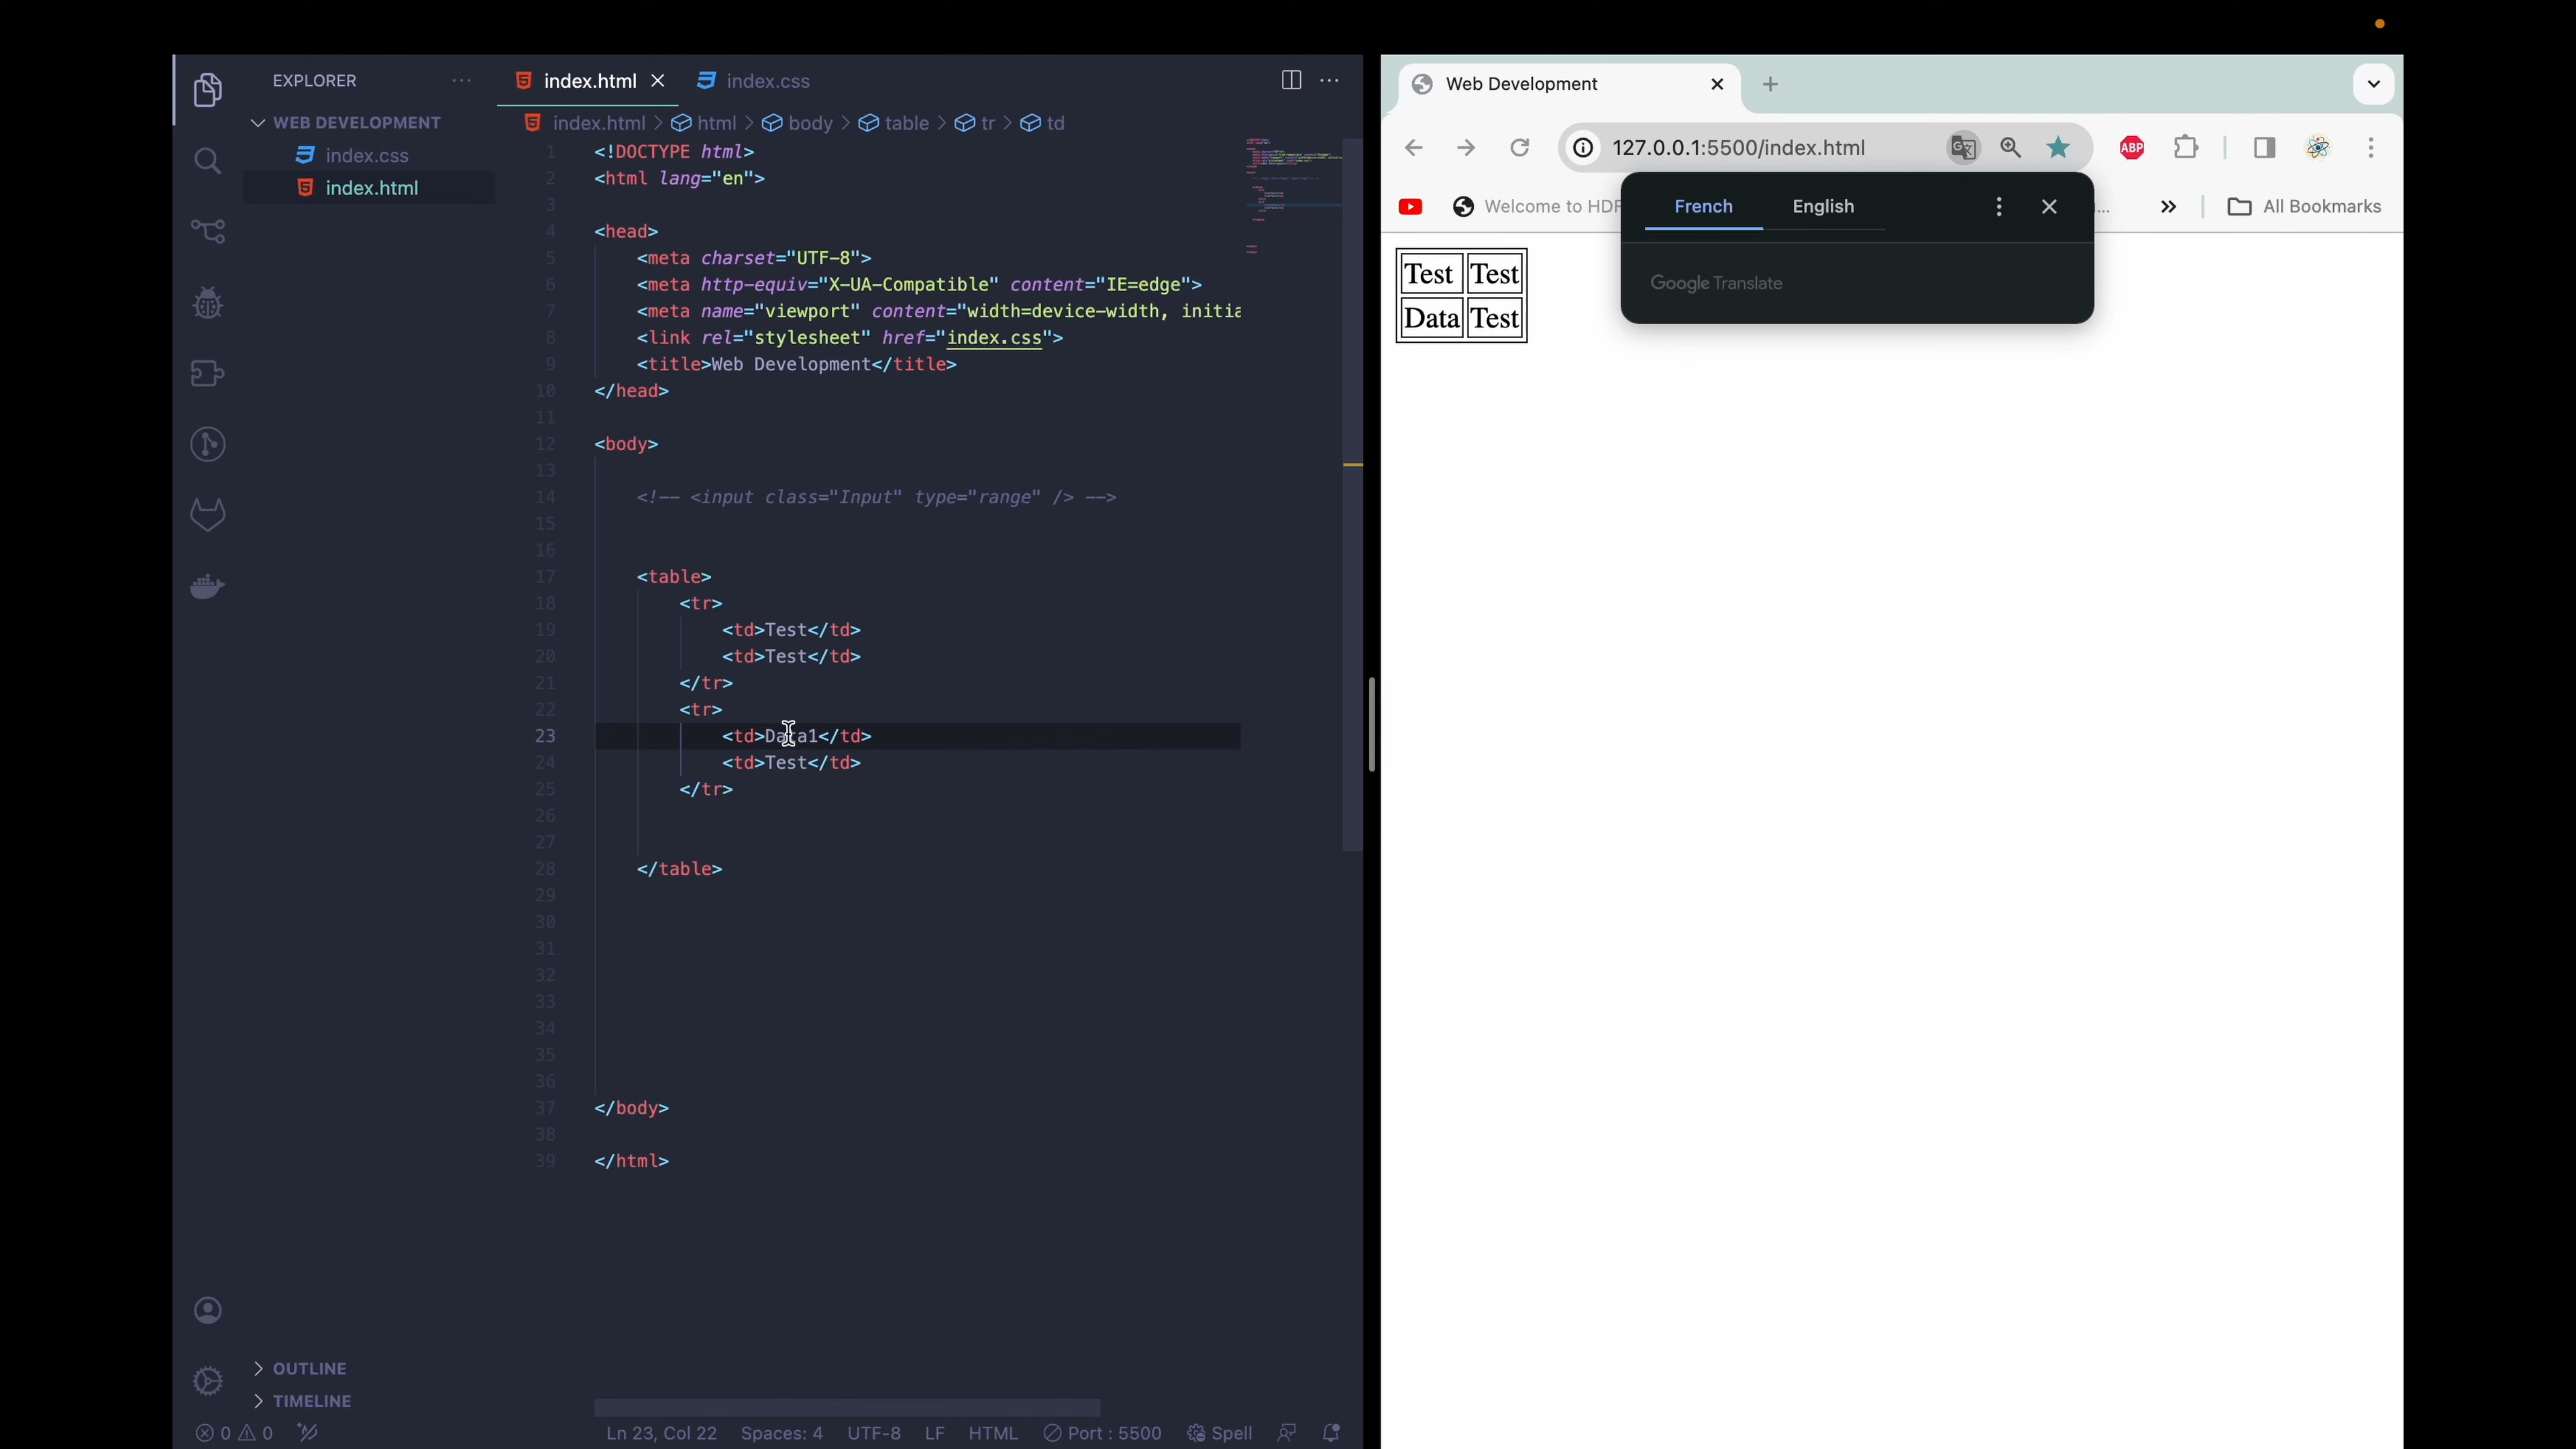 EXPLORER
WEB DEVELOPMENT
index.css
index.html
OUTLINE
TIMELINE
index.html
index.css
index.html > html > body > table > tr > td
1 <!DOCTYPE html>
2 <html lang="en">
3
4 <head>
5 <meta charset="UTF-8">
6 <meta http-equiv="X-UA-Compatible" content="IE=edge">
7 <meta name="viewport" content="width=device-width, initia
8 <link rel="stylesheet" href="index.css">
9 <title>Web Development</title>
10 </head>
11
12 <body>
13
14 <!-- <input class="Input" type="range" /> -->
15
16
17 <table>
18 <tr>
19 <td>Test</td>
20 <td>Test</td>
21 </tr>
22 <tr>
23 <td>Data1</td>
24 <td>Test</td>
25 </tr>
26
27
28 </table>
29
30
31
32
33
34
35
36
37 </body>
38
39 </html>
0 0
Ln 23, Col 22 Spaces: 4 UTF-8 LF HTML Port : 5500 Spell
Web Development
127.0.0.1:5500/index.html
ABP
Welcome to HDF
...
All Bookmarks
French English
Google Translate
Test Test
Data Test